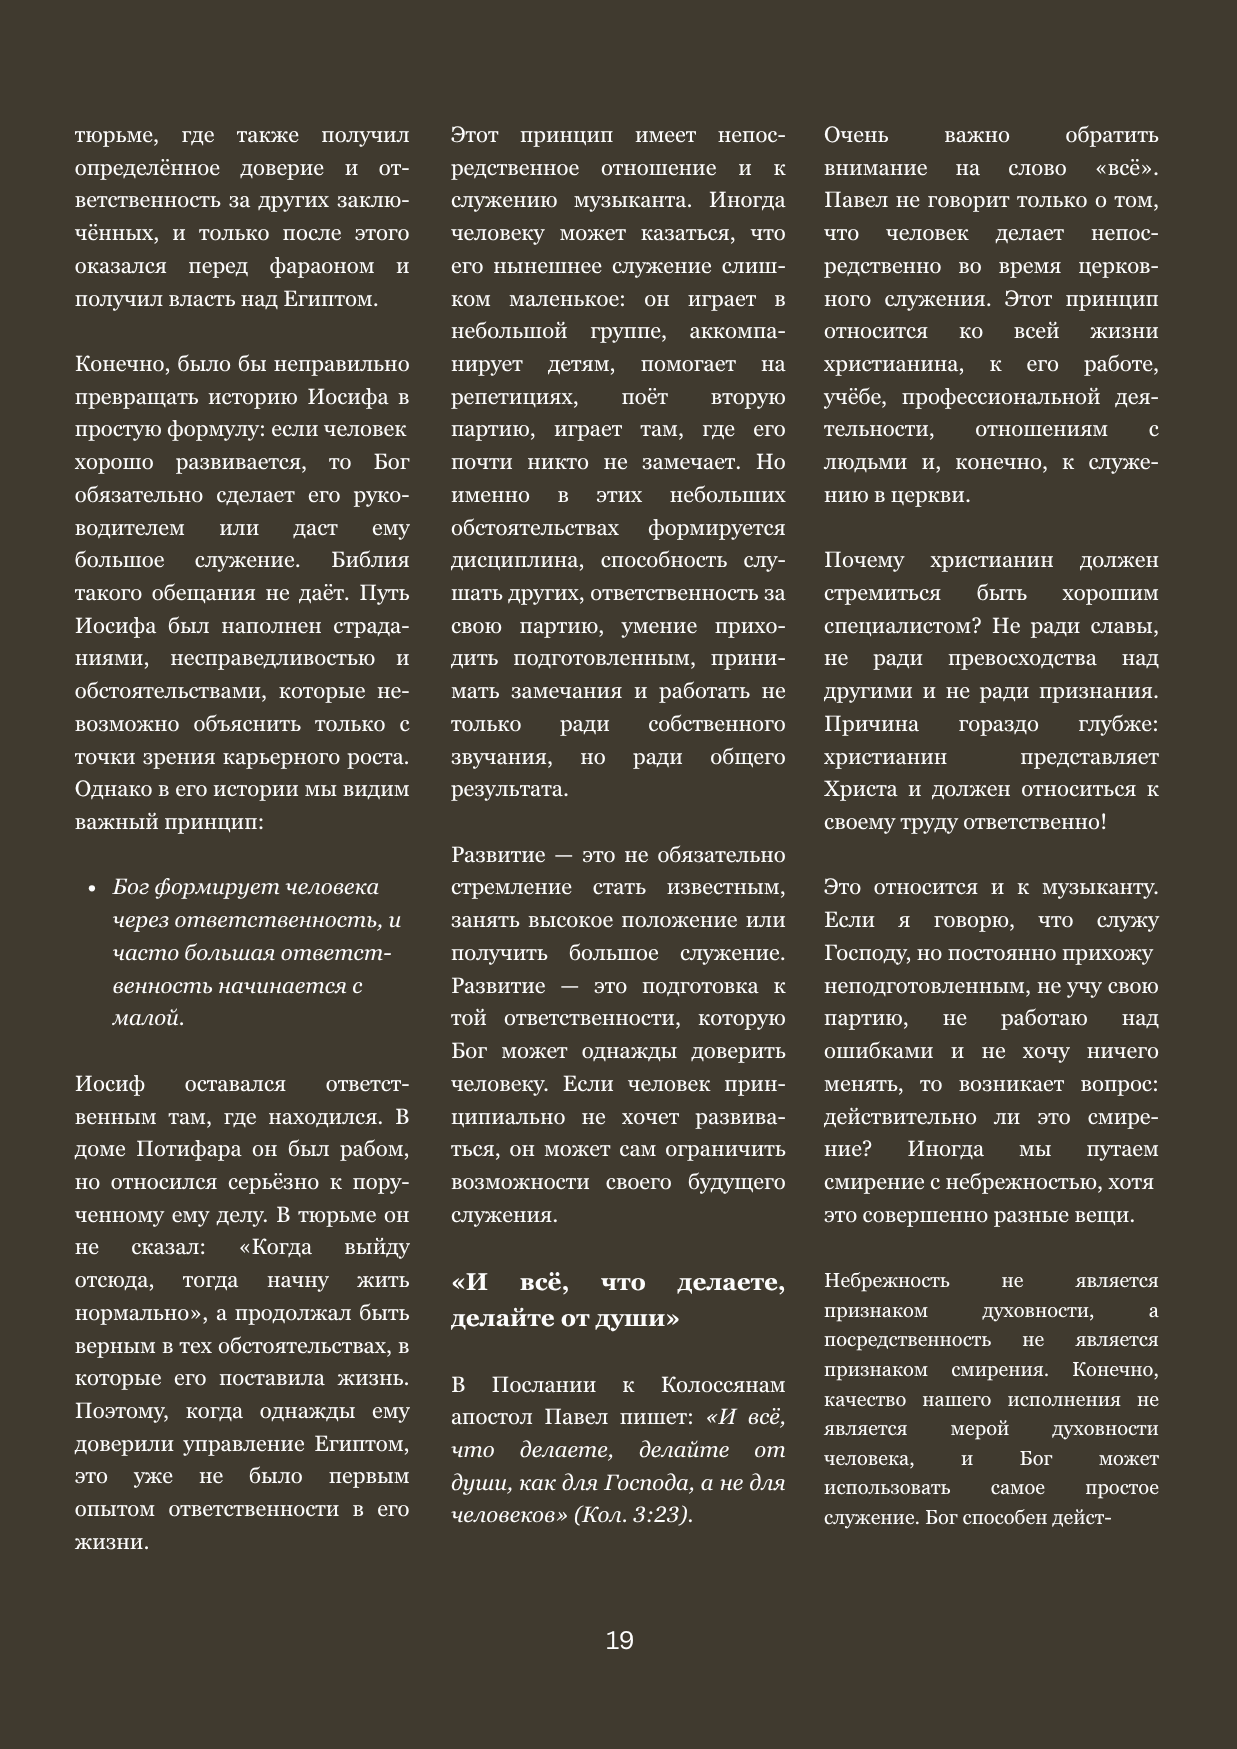 тюрьме, где также получил
определённое доверие и от-
ветственность за других заклю-
чённых, и только после этого
оказался перед фараоном и
получил власть над Египтом.
Конечно, было бы неправильно
превращать историю Иосифа в
простую формулу: если человек
хорошо развивается, то Бог
обязательно сделает его руко-
водителем или даст ему
большое служение. Библия
такого обещания не даёт. Путь
Иосифа был наполнен страда-
ниями, несправедливостью и
обстоятельствами, которые не-
возможно объяснить только с
точки зрения карьерного роста.
Однако в его истории мы видим
важный принцип:
• Бог формирует человека
через ответственность, и
часто большая ответст-
венность начинается с
малой.
Иосиф оставался ответст-
венным там, где находился. В
доме Потифара он был рабом,
но относился серьёзно к пору-
ченному ему делу. В тюрьме он
не сказал: «Когда выйду
отсюда, тогда начну жить
нормально», а продолжал быть
верным в тех обстоятельствах, в
которые его поставила жизнь.
Поэтому, когда однажды ему
доверили управление Египтом,
это уже не было первым
опытом ответственности в его
жизни.
Этот принцип имеет непос-
редственное отношение и к
служению музыканта. Иногда
человеку может казаться, что
его нынешнее служение слиш-
ком маленькое: он играет в
небольшой группе, аккомпа-
нирует детям, помогает на
репетициях, поёт вторую
партию, играет там, где его
почти никто не замечает. Но
именно в этих небольших
обстоятельствах формируется
дисциплина, способность слу-
шать других, ответственность за
свою партию, умение прихо-
дить подготовленным, прини-
мать замечания и работать не
только ради собственного
звучания, но ради общего
результата.
Развитие — это не обязательно
стремление стать известным,
занять высокое положение или
получить большое служение.
Развитие — это подготовка к
той ответственности, которую
Бог может однажды доверить
человеку. Если человек прин-
ципиально не хочет развива-
ться, он может сам ограничить
возможности своего будущего
служения.
«И всё, что делаете,
делайте от души»
В Послании к Колоссянам
апостол Павел пишет: «И всё,
что делаете, делайте от
души, как для Господа, а не для
человеков» (Кол. 3:23).
Очень важно обратить
внимание на слово «всё».
Павел не говорит только о том,
что человек делает непос-
редственно во время церков-
ного служения. Этот принцип
относится ко всей жизни
христианина, к его работе,
учёбе, профессиональной дея-
тельности, отношениям с
людьми и, конечно, к служе-
нию в церкви.
Почему христианин должен
стремиться быть хорошим
специалистом? Не ради славы,
не ради превосходства над
другими и не ради признания.
Причина гораздо глубже:
христианин представляет
Христа и должен относиться к
своему труду ответственно!
Это относится и к музыканту.
Если я говорю, что служу
Господу, но постоянно прихожу
неподготовленным, не учу свою
партию, не работаю над
ошибками и не хочу ничего
менять, то возникает вопрос:
действительно ли это смире-
ние? Иногда мы путаем
смирение с небрежностью, хотя
это совершенно разные вещи.
Небрежность не является
признаком духовности, а
посредственность не является
признаком смирения. Конечно,
качество нашего исполнения не
является мерой духовности
человека, и Бог может
использовать самое простое
служение. Бог способен дейст-
19